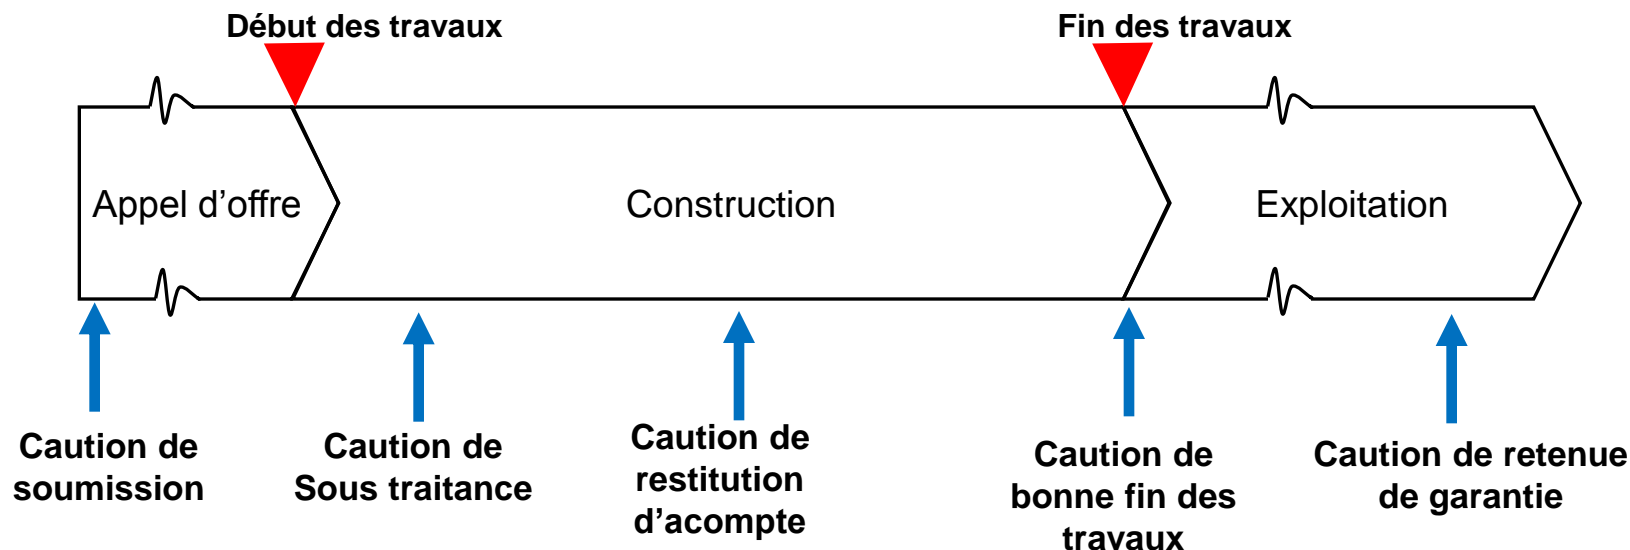 Début des travaux
Fin des travaux
Appel d’offre
Construction
Exploitation
Caution de
soumission
Caution de
Sous traitance
Caution de
restitution
d’acompte
Caution de
bonne fin des
travaux
Caution de retenue
de garantie